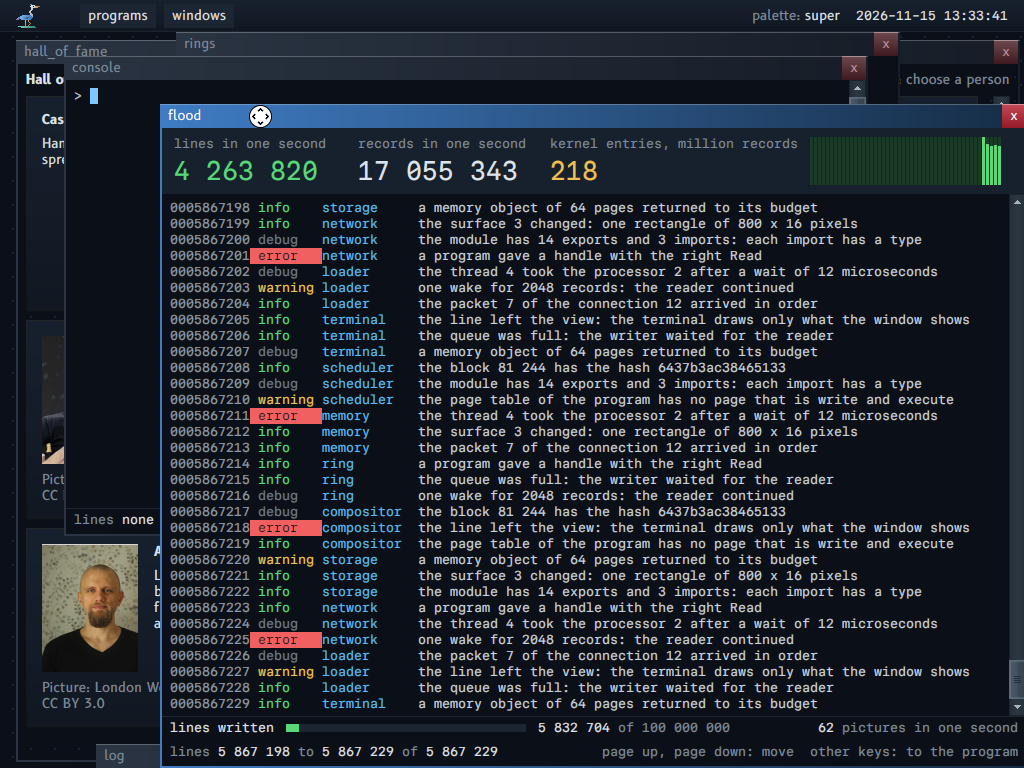 programs windows palette: super 2026-11-15 13:33:41
rings x
hall_of_fame x
console x
Hall o choose a person
>
flood x
Cas
Han
spre
lines in one second records in one second kernel entries, million records
4 263 820 17 055 343 218
0005867198 info storage a memory object of 64 pages returned to its budget
0005867199 info network the surface 3 changed: one rectangle of 800 x 16 pixels
0005867200 debug network the module has 14 exports and 3 imports: each import has a type
0005867201 error network a program gave a handle with the right Read
0005867202 debug loader the thread 4 took the processor 2 after a wait of 12 microseconds
0005867203 warning loader one wake for 2048 records: the reader continued
0005867204 info loader the packet 7 of the connection 12 arrived in order
0005867205 info terminal the line left the view: the terminal draws only what the window shows
0005867206 info terminal the queue was full: the writer waited for the reader
0005867207 debug terminal a memory object of 64 pages returned to its budget
0005867208 info scheduler the block 81 244 has the hash 6437b3ac38465133
0005867209 debug scheduler the module has 14 exports and 3 imports: each import has a type
0005867210 warning scheduler the page table of the program has no page that is write and execute
0005867211 error memory the thread 4 took the processor 2 after a wait of 12 microseconds
0005867212 info memory the surface 3 changed: one rectangle of 800 x 16 pixels
0005867213 info memory the packet 7 of the connection 12 arrived in order
0005867214 info ring a program gave a handle with the right Read
0005867215 info ring the queue was full: the writer waited for the reader
0005867216 debug ring one wake for 2048 records: the reader continued
0005867217 debug compositor the block 81 244 has the hash 6437b3ac38465133
0005867218 error compositor the line left the view: the terminal draws only what the window shows
0005867219 info compositor the page table of the program has no page that is write and execute
0005867220 warning storage a memory object of 64 pages returned to its budget
0005867221 info storage the surface 3 changed: one rectangle of 800 x 16 pixels
0005867222 info storage the module has 14 exports and 3 imports: each import has a type
0005867223 info network a program gave a handle with the right Read
0005867224 debug network the thread 4 took the processor 2 after a wait of 12 microseconds
0005867225 error network one wake for 2048 records: the reader continued
0005867226 debug loader the packet 7 of the connection 12 arrived in order
0005867227 warning loader the line left the view: the terminal draws only what the window shows
0005867228 info loader the queue was full: the writer waited for the reader
0005867229 info terminal a memory object of 64 pages returned to its budget
lines written 5 832 704 of 100 000 000 62 pictures in one second
lines 5 867 198 to 5 867 229 of 5 867 229 page up, page down: move other keys: to the program
Pict
CC
lines none
Picture: London W
CC BY 3.0
log